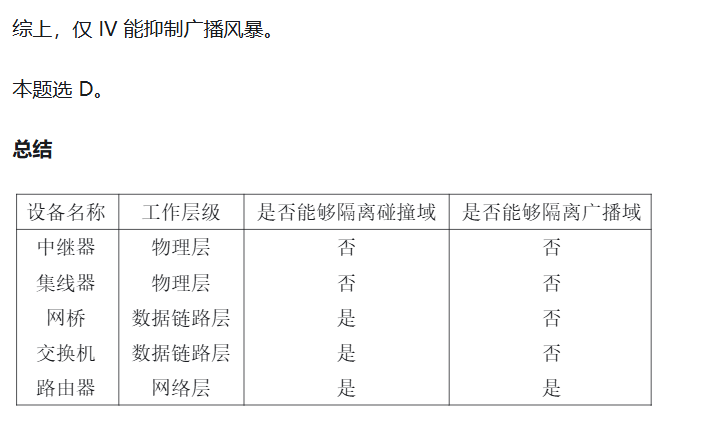 综上，仅 IV 能抑制广播风暴。
本题选 D。
总结
设备名称 工作层级 是否能够隔离碰撞域 是否能够隔离广播域
中继器 物理层 否 否
集线器 物理层 否 否
网桥 数据链路层 是 否
交换机 数据链路层 是 否
路由器 网络层 是 是